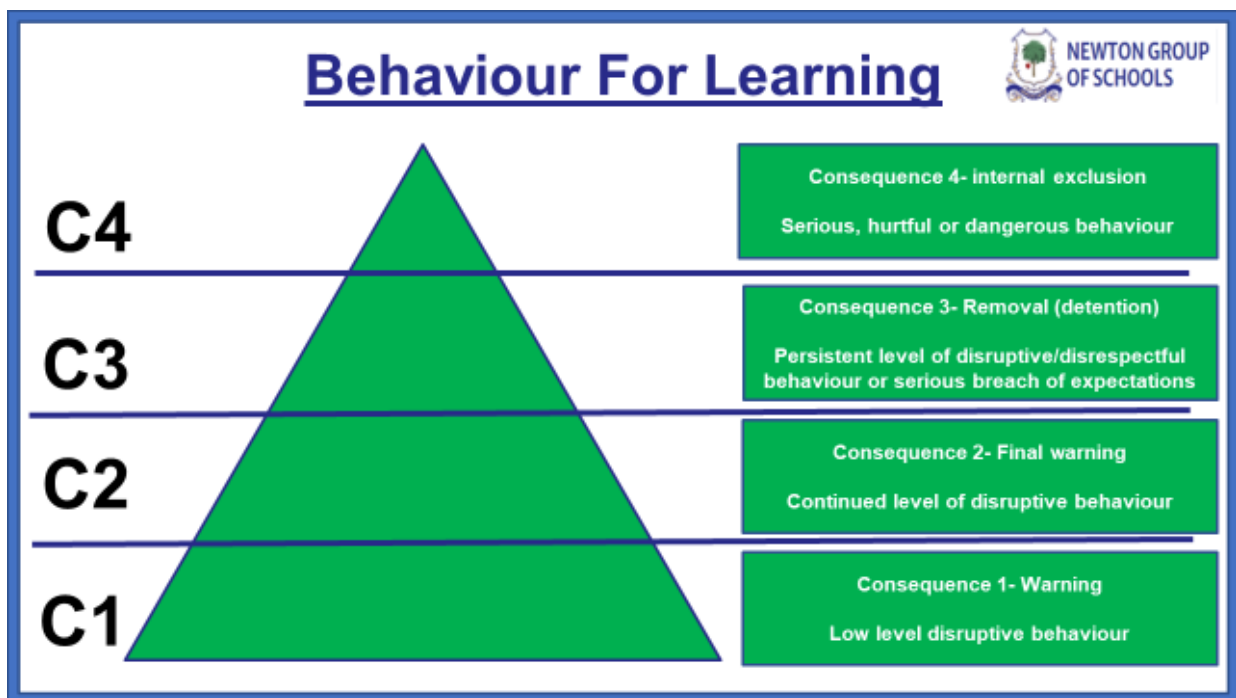 Behaviour For Learning
NEWTON GROUP
OF SCHOOLS
C4
Consequence 4- internal exclusion
Serious, hurtful or dangerous behaviour
C3
Consequence 3- Removal (detention)
Persistent level of disruptive/disrespectful
behaviour or serious breach of expectations
C2
Consequence 2- Final warning
Continued level of disruptive behaviour
C1
Consequence 1- Warning
Low level disruptive behaviour